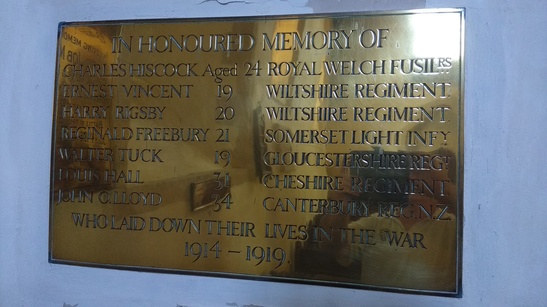 IN HONOURED MEMORY OF
CHARLES HISCOCK Aged 24 ROYAL WELCH FUSILRS
ERNEST VINCENT 19 WILTSHIRE REGIMENT
HARRY RIGSBY 20 WILTSHIRE REGIMENT
REGINALD FREEBURY 21 SOMERSET LIGHT INFY
WALTER TUCK 19 GLOUCESTERSHIRE REGT
LOUIS HALL 31 CHESHIRE REGIMENT
JOHN O. LLOYD 34 CANTERBURY REG. N.Z.
WHO LAID DOWN THEIR LIVES IN THE WAR
1914 – 1919.